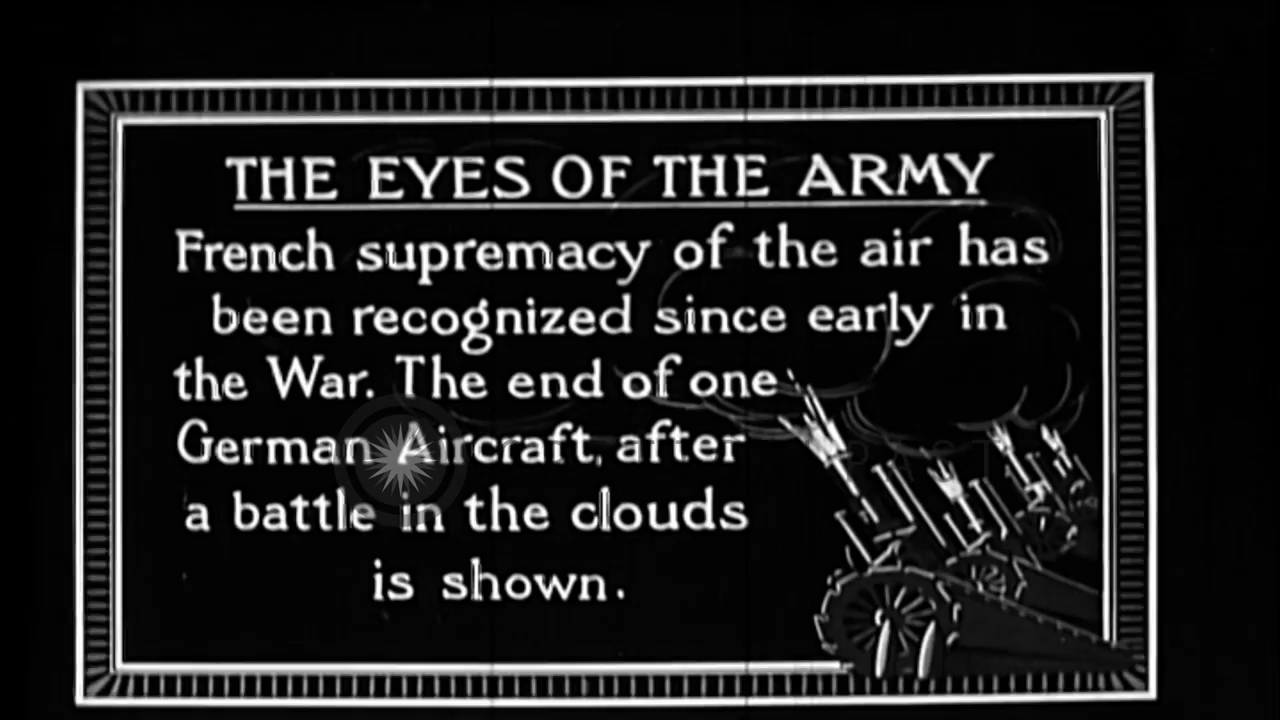 THE EYES OF THE ARMY
French supremacy of the air has
been recognized since early in
the War. The end of one
German Aircraft, after
a battle in the clouds
is shown.